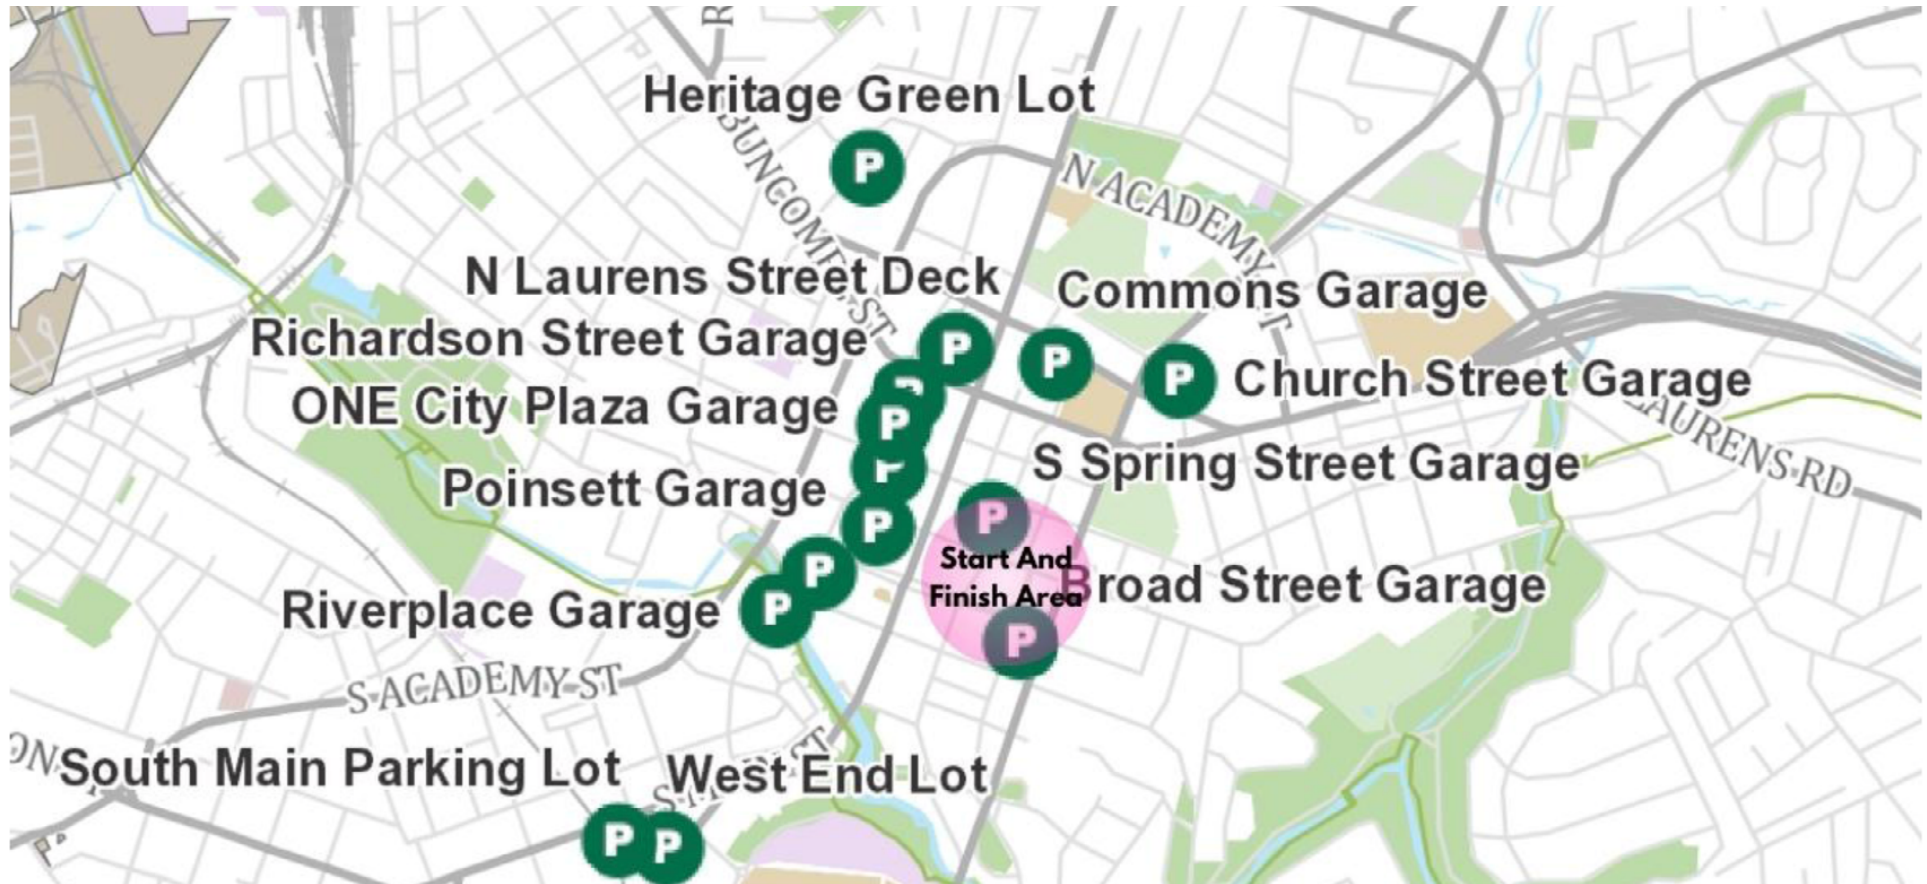 Heritage Green Lot
BUNCOMBE ST
N ACADEMY ST
N Laurens Street Deck
Commons Garage
Richardson Street Garage
Church Street Garage
ONE City Plaza Garage
LAURENS RD
S Spring Street Garage
Poinsett Garage
Start And
Finish Area
Broad Street Garage
Riverplace Garage
S ACADEMY ST
South Main Parking Lot
West End Lot
P
P
P
P
P
P
P
P
P
P
P
P
P